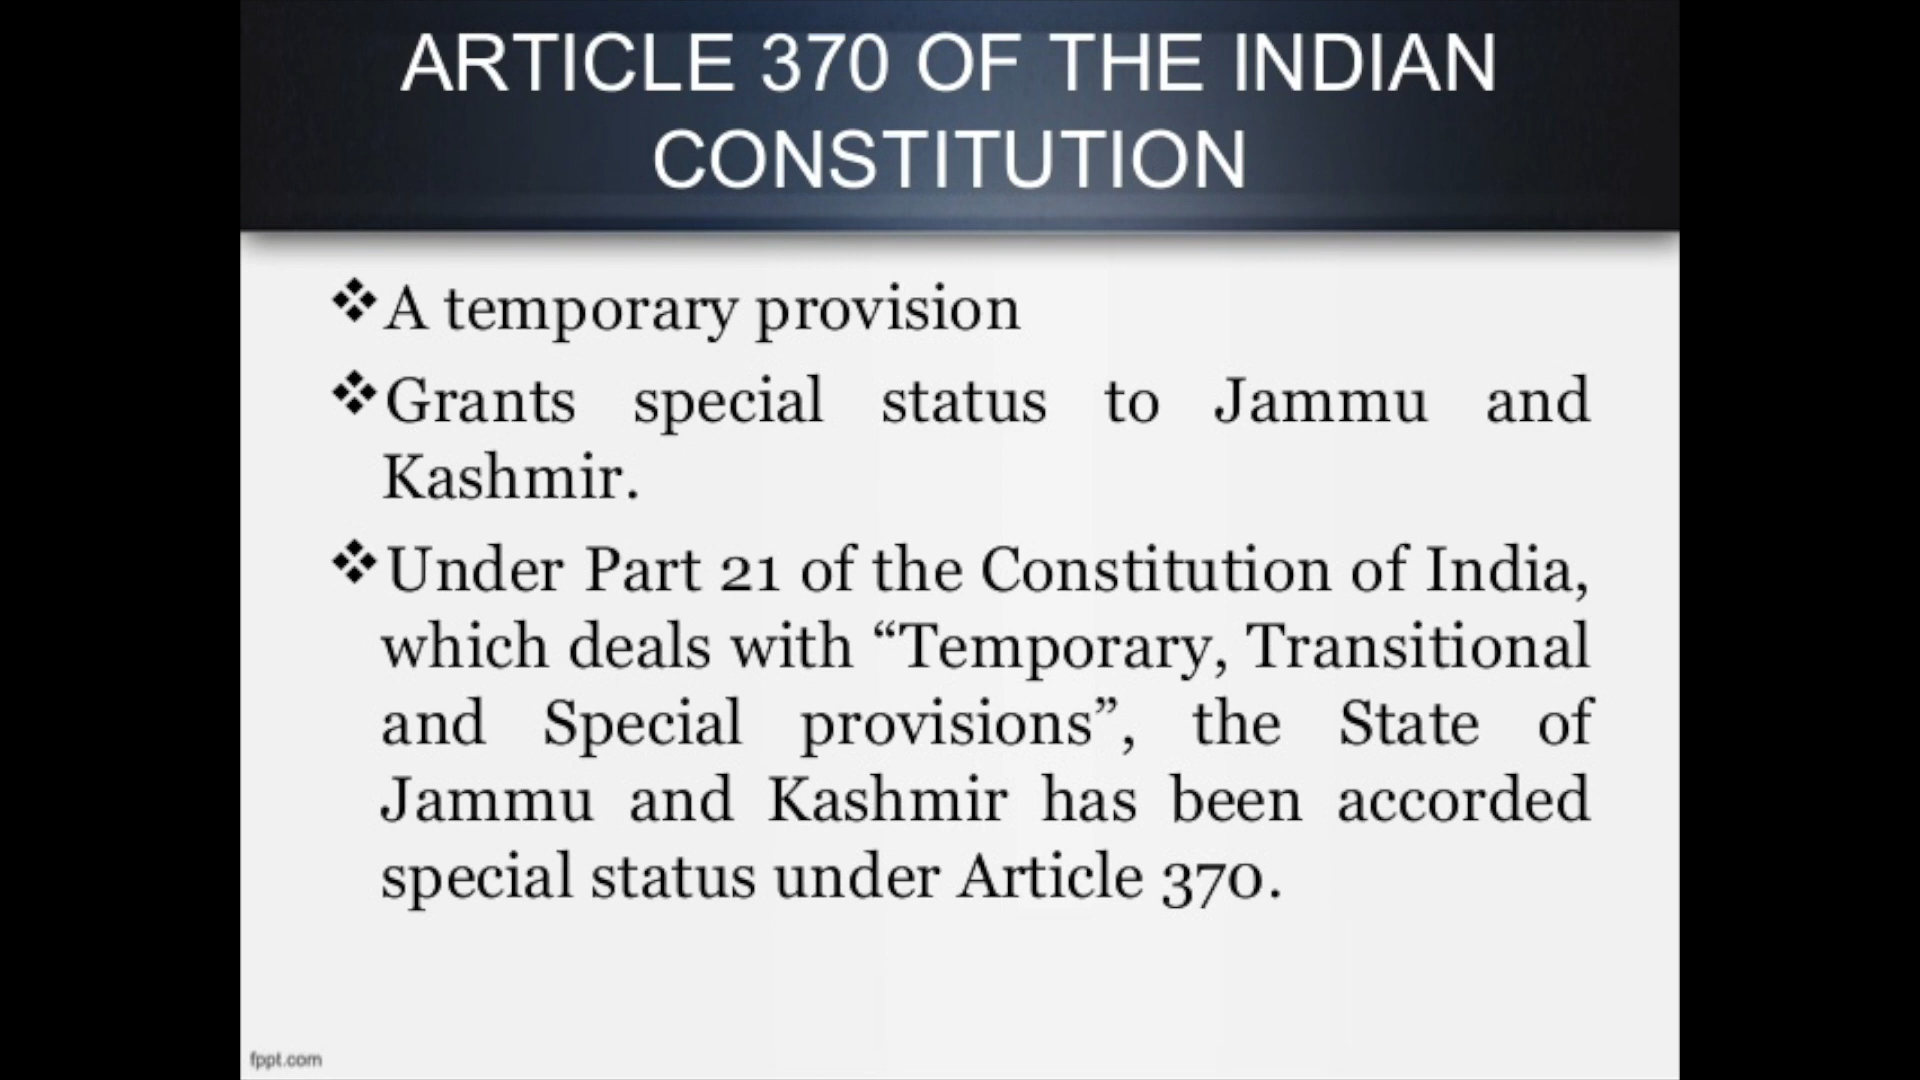 ARTICLE 370 OF THE INDIAN
CONSTITUTION
❖A temporary provision
❖Grants special status to Jammu and
Kashmir.
❖Under Part 21 of the Constitution of India,
which deals with “Temporary, Transitional
and Special provisions”, the State of
Jammu and Kashmir has been accorded
special status under Article 370.
fppt.com